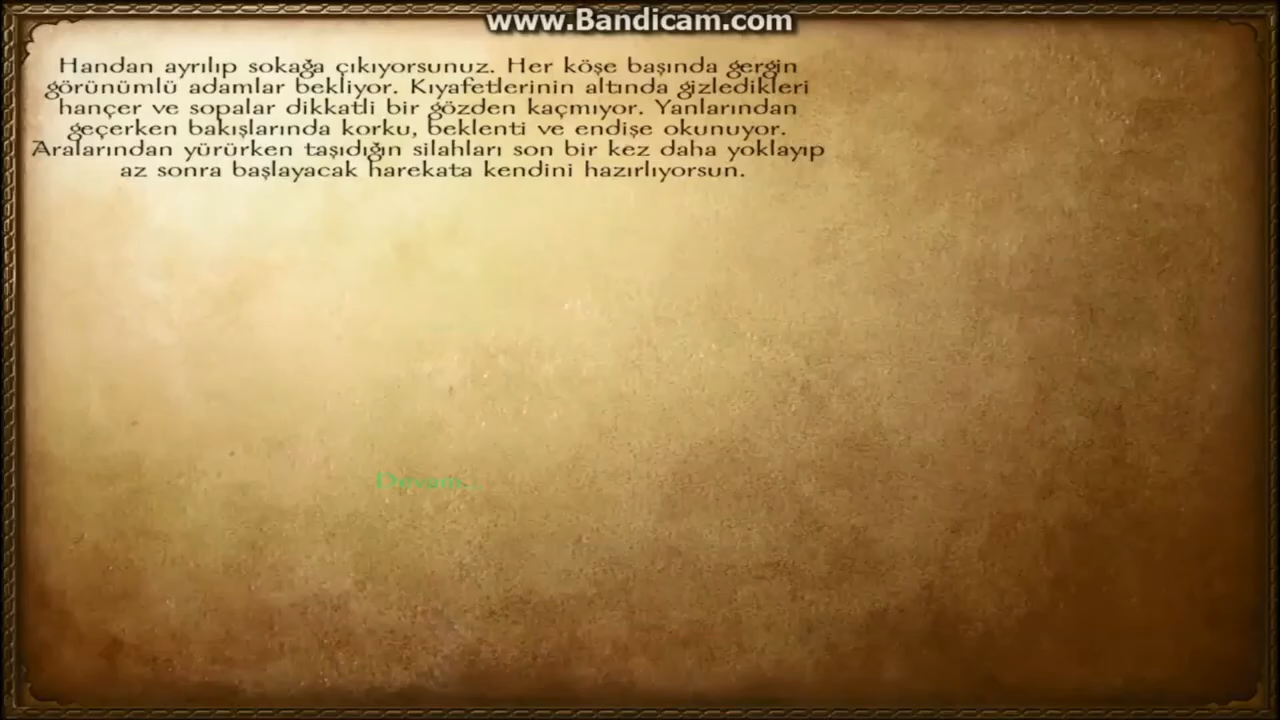 www.Bandicam.com
Handan ayrılıp sokağa çıkıyorsunuz. Her köşe başında gergin
görünümlü adamlar bekliyor. Kıyafetlerinin altında gizledikleri
hançer ve sopalar dikkatli bir gözden kaçmıyor. Yanlarından
geçerken bakışlarında korku, beklenti ve endişe okunuyor.
Aralarından yürürken taşıdığın silahları son bir kez daha yoklayıp
az sonra başlayacak harekata kendini hazırlıyorsun.
Devam...